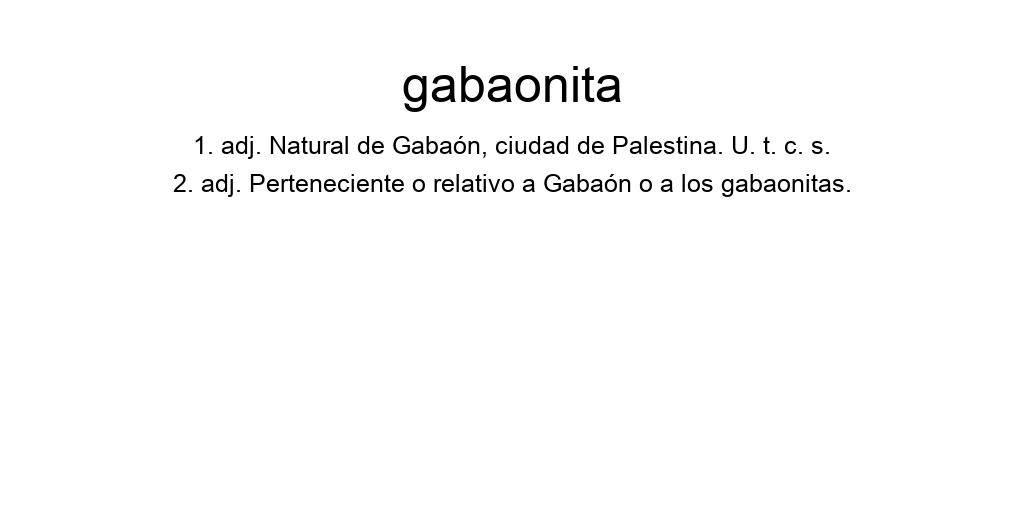 gabaonita
1. adj. Natural de Gabaón, ciudad de Palestina. U. t. c. s.
2. adj. Perteneciente o relativo a Gabaón o a los gabaonitas.